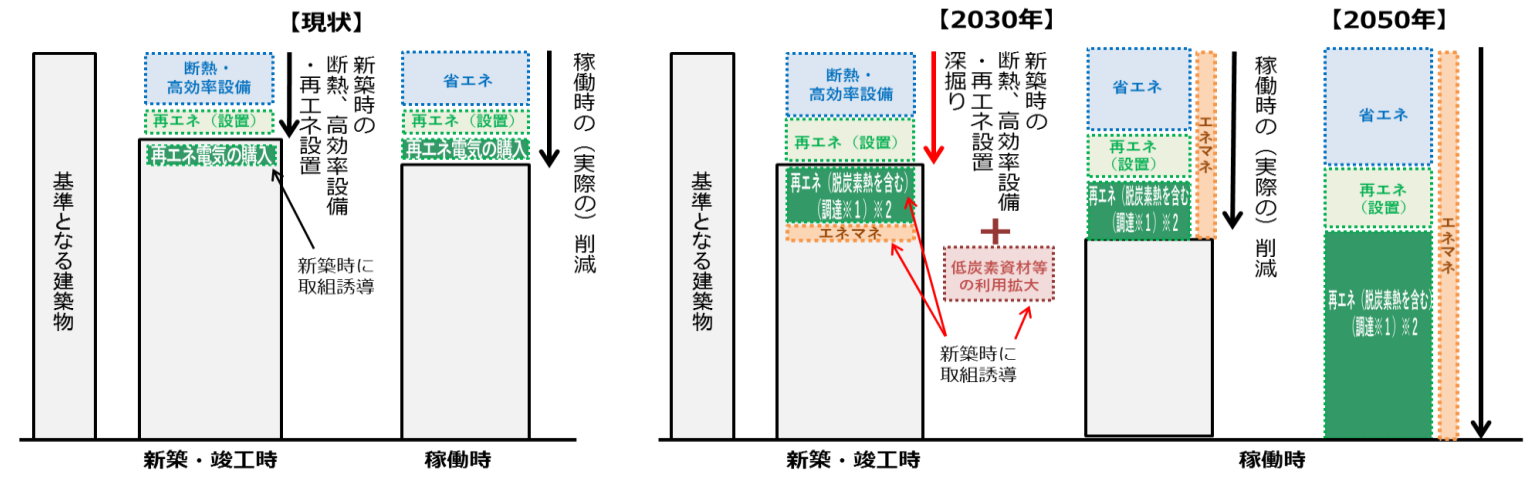 【現状】
基準となる建築物
断熱・
高効率設備
再エネ（設置）
再エネ電気の購入
新築時の
断熱、高効率設備
・再エネ設置
新築時に
取組誘導
新築・竣工時
省エネ
再エネ（設置）
再エネ電気の購入
稼働時の（実際の）削減
稼働時
【2030年】
基準となる建築物
断熱・
高効率設備
再エネ（設置）
再エネ（脱炭素熱を含む）
（調達※１）※２
エネマネ
新築時の
断熱、高効率設備
・再エネ設置
深掘り
＋
低炭素資材等
の利用拡大
新築時に
取組誘導
新築・竣工時
省エネ
再エネ
（設置）
再エネ（脱炭素熱を含む）
（調達※１）※２
エネマネ
稼働時の（実際の）削減
【2050年】
省エネ
再エネ
（設置）
再エネ（脱炭素熱を含む）
（調達※１）※２
エネマネ
稼働時